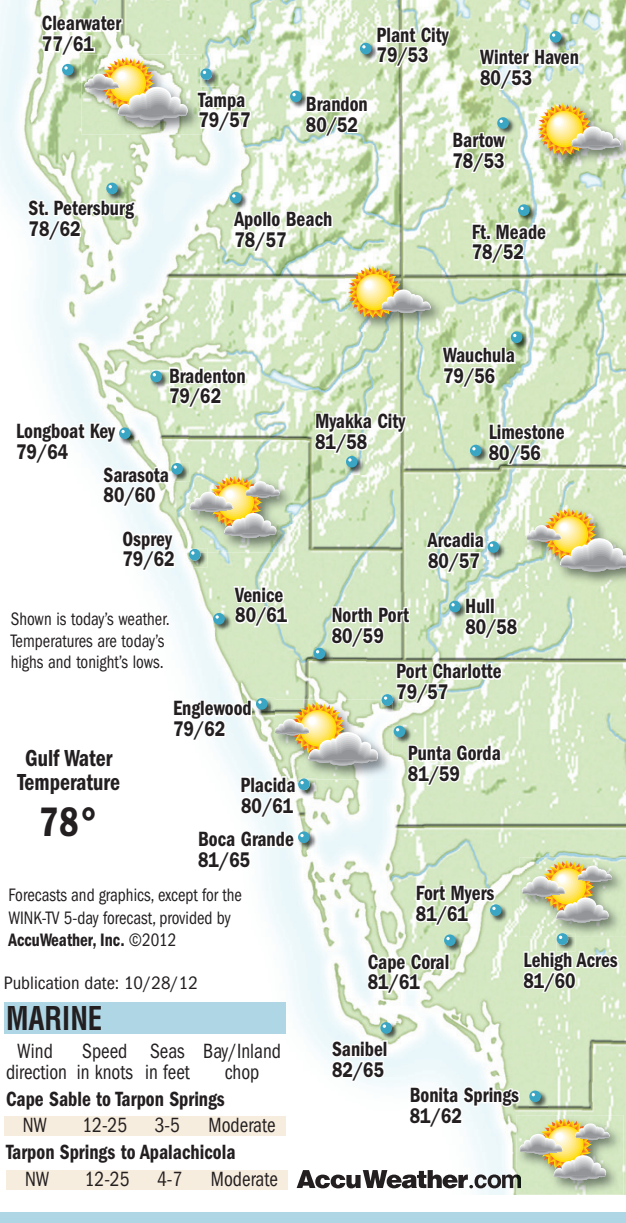 Clearwater
77/61
Plant City
79/53
Winter Haven
80/53
Tampa
79/57
Brandon
80/52
Bartow
78/53
St. Petersburg
78/62
Apollo Beach
78/57
Ft. Meade
78/52
Wauchula
79/56
Bradenton
79/62
Myakka City
81/58
Longboat Key
79/64
Limestone
80/56
Sarasota
80/60
Osprey
79/62
Arcadia
80/57
Venice
80/61
North Port
80/59
Hull
80/58
Shown is today's weather.
Temperatures are today's
highs and tonight's lows.
Port Charlotte
79/57
Englewood
79/62
Punta Gorda
81/59
Gulf Water
Temperature
78°
Placida
80/61
Boca Grande
81/65
Fort Myers
81/61
Forecasts and graphics, except for the
WINK-TV 5-day forecast, provided by
AccuWeather, Inc. ©2012
Cape Coral
81/61
Lehigh Acres
81/60
Publication date: 10/28/12
Sanibel
82/65
Bonita Springs
81/62
MARINE
Wind Speed Seas Bay/Inland
direction in knots in feet chop
Cape Sable to Tarpon Springs
NW 12-25 3-5 Moderate
Tarpon Springs to Apalachicola
NW 12-25 4-7 Moderate
AccuWeather.com